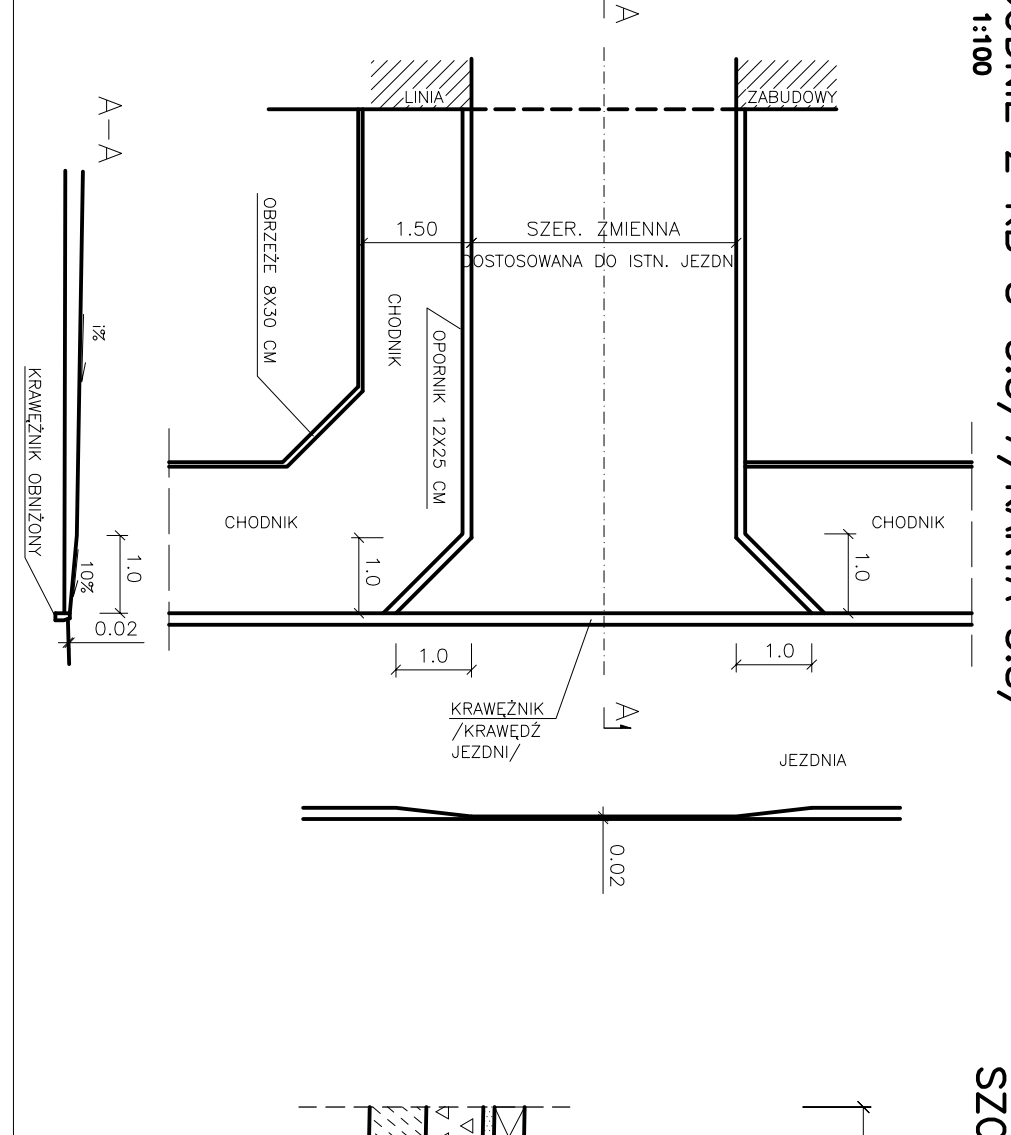 1:100
A
LINIA
ZABUDOWY
A-A
1.50
SZER. ZMIENNA
DOSTOSOWANA DO ISTN. JEZDN
OBRZEŻE 8X30 CM
CHODNIK
OPORNIK 12X25 CM
i%
KRAWĘŻNIK OBNIŻONY
CHODNIK
CHODNIK
1.0
10%
1.0
1.0
0.02
1.0
1.0
KRAWĘŻNIK
/KRAWĘDŹ
JEZDNI/
A
JEZDNIA
0.02
SZC